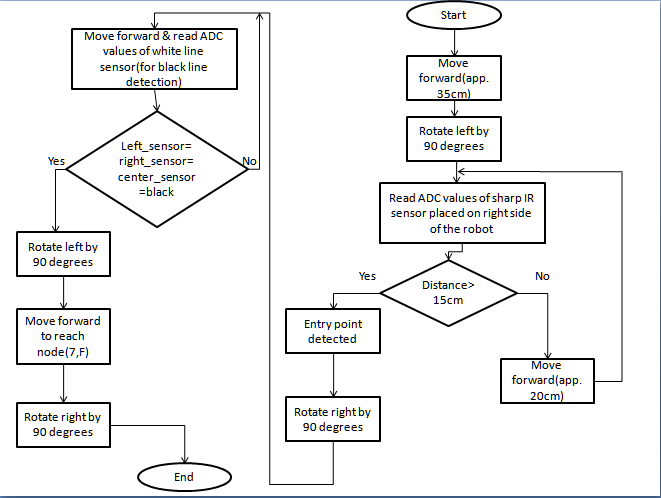 Start
Move
forward(app.
35cm)
Rotate left by
90 degrees
Read ADC values of sharp IR
sensor placed on right side
of the robot
Distance>
15cm
Yes
No
Move
forward(app.
20cm)
Entry point
detected
Rotate right by
90 degrees
Move forward & read ADC
values of white line
sensor(for black line
detection)
Left_sensor=
right_sensor=
center_sensor
=black
Yes
No
Rotate left by
90 degrees
Move forward
to reach
node(7,F)
Rotate right by
90 degrees
End